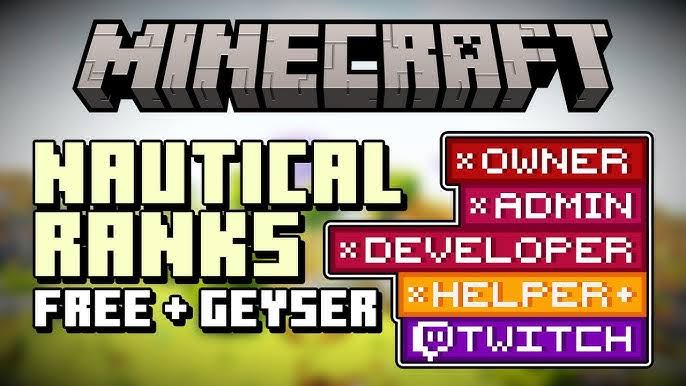 MINECRAFT
NAUTICAL
RANKS
FREE + GEYSER
×OWNER
×ADMIN
×DEVELOPER
×HELPER+
TWITCH